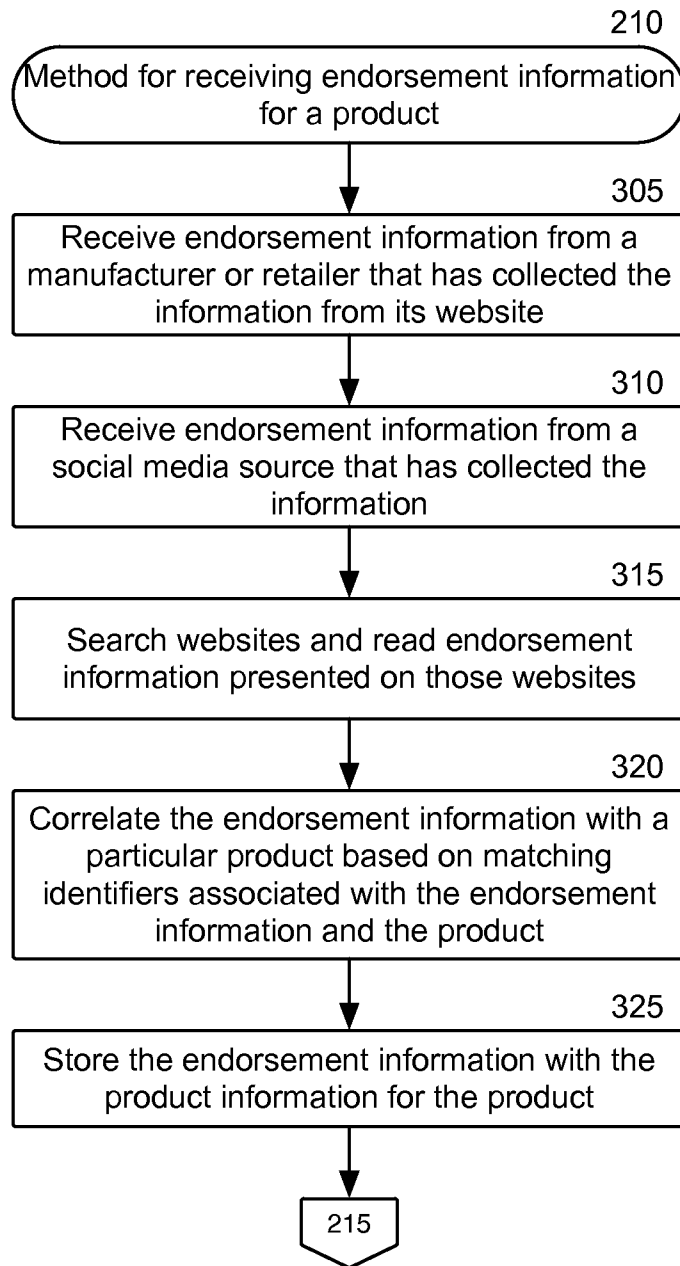 210
Method for receiving endorsement information
for a product
305
Receive endorsement information from a
manufacturer or retailer that has collected the
information from its website
310
Receive endorsement information from a
social media source that has collected the
information
315
Search websites and read endorsement
information presented on those websites
320
Correlate the endorsement information with a
particular product based on matching
identifiers associated with the endorsement
information and the product
325
Store the endorsement information with the
product information for the product
215